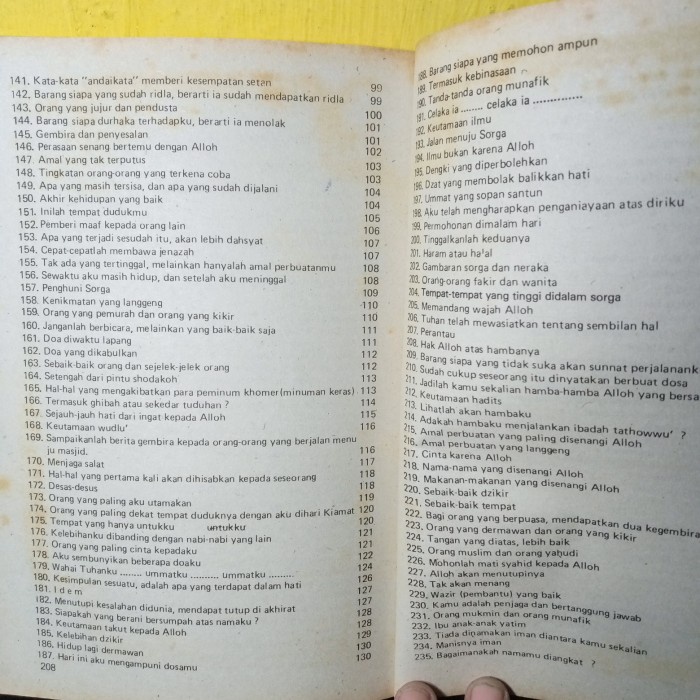 141. Kata-kata "andaikata" memberi kesempatan setan 99
142. Barang siapa yang sudah ridla, berarti ia sudah mendapatkan ridla 99
143. Orang yang jujur dan pendusta 100
144. Barang siapa durhaka terhadapku, berarti ia menolak 101
145. Gembira dan penyesalan 101
146. Perasaan senang bertemu dengan Alloh 102
147. Amal yang tak terputus 103
148. Tingkatan orang-orang yang terkena coba 103
149. Apa yang masih tersisa, dan apa yang sudah dijalani 104
150. Akhir kehidupan yang baik 104
151. Inilah tempat dudukmu 105
152. Pemberi maaf kepada orang lain 106
153. Apa yang terjadi sesudah itu, akan lebih dahsyat 107
154. Cepat-cepatlah membawa jenazah 107
155. Tak ada yang tertinggal, melainkan hanyalah amal perbuatanmu 108
156. Sewaktu aku masih hidup, dan setelah aku meninggal 108
157. Penghuni Sorga 109
158. Kenikmatan yang langgeng 110
159. Orang yang pemurah dan orang yang kikir 110
160. Janganlah berbicara, melainkan yang baik-baik saja 111
161. Doa diwaktu lapang 111
162. Doa yang dikabulkan 112
163. Sebaik-baik orang dan sejelek-jelek orang 112
164. Setengah dari pintu shodakoh 113
165. Hal-hal yang mengakibatkan para peminum khomer (minuman keras) 113
166. Termasuk ghibah atau sekedar tuduhan ? 114
167. Sejauh-jauh hati dari ingat kepada Alloh 115
168. Keutamaan wudlu' 116
169. Sampaikanlah berita gembira kepada orang-orang yang berjalan menu
ju masjid. 116
170. Menjaga salat 117
171. Hal-hal yang pertama kali akan dihisabkan kepada seseorang 118
172. Desas-desus 118
173. Orang yang paling aku utamakan 119
174. Orang yang paling dekat tempat duduknya dengan aku dihari Kiamat 120
175. Tempat yang hanya untukku untukku 120
176. Kelebihanku dibanding dengan nabi-nabi yang lain 121
177. Orang yang paling cinta kepadaku 121
178. Aku sembunyikan beberapa doaku 122
179. Wahai Tuhanku ........ ummatku .......... ummatku ......... 124
180. Kesimpulan sesuatu, adalah apa yang terdapat dalam hati 126
181. I d e m 127
182. Menutupi kesalahan didunia, mendapat tutup di akhirat 127
183. Siapakah yang berani bersumpah atas namaku ? 128
184. Keutamaan takut kepada Alloh 128
185. Kelebihan dzikir 129
186. Hidup lagi dermawan 130
187. Hari ini aku mengampuni dosamu 130
208
188. Barang siapa yang memohon ampun
189. Termasuk kebinasaan
190. Tanda-tanda orang munafik
191. Celaka ia ........ celaka ia ..............
192. Keutamaan ilmu
193. Jalan menuju Sorga
194. Ilmu bukan karena Alloh
195. Dengki yang diperbolehkan
196. Dzat yang membolak balikkan hati
197. Ummat yang sopan santun
198. Aku telah mengharapkan penganiayaan atas diriku
199. Permohonan dimalam hari
200. Tinggalkanlah keduanya
201. Haram atau halal
202. Gambaran sorga dan neraka
203. Orang-orang fakir dan wanita
204. Tempat-tempat yang tinggi didalam sorga
205. Memandang wajah Alloh
206. Tuhan telah mewasiatkan tentang sembilan hal
207. Perantau
208. Hak Alloh atas hambanya
209. Barang siapa yang tidak suka akan sunnat perjalanank
210. Sudah cukup seseorang itu dinyatakan berbuat dosa
211. Jadilah kamu sekalian hamba-hamba Alloh yang bersa
212. Keutamaan hadits
213. Lihatlah akan hambaku
214. Adakah hambaku menjalankan ibadah tathowwu' ?
215. Amal perbuatan yang paling disenangi Alloh
216. Amal perbuatan yang langgeng
217. Cinta karena Alloh
218. Nama-nama yang disenangi Alloh
219. Makanan-makanan yang disenangi Alloh
220. Sebaik-baik dzikir
221. Sebaik-baik tempat
222. Bagi orang yang berpuasa, mendapatkan dua kegembira
223. Orang yang dermawan dan orang yang kikir
224. Tangan yang diatas, lebih baik
225. Orang muslim dan orang yahudi
226. Mohonlah mati syahid kepada Alloh
227. Alloh akan menutupinya
228. Tak akan menang
229. Wazir (pembantu) yang baik
230. Kamu adalah penjaga dan bertanggung jawab
231. Orang mukmin dan orang munafik
232. Ibu anak-anak yatim
233. Tiada dinamakan iman diantara kamu sekalian
234. Manisnya iman
235. Bagaimanakah namamu diangkat ?